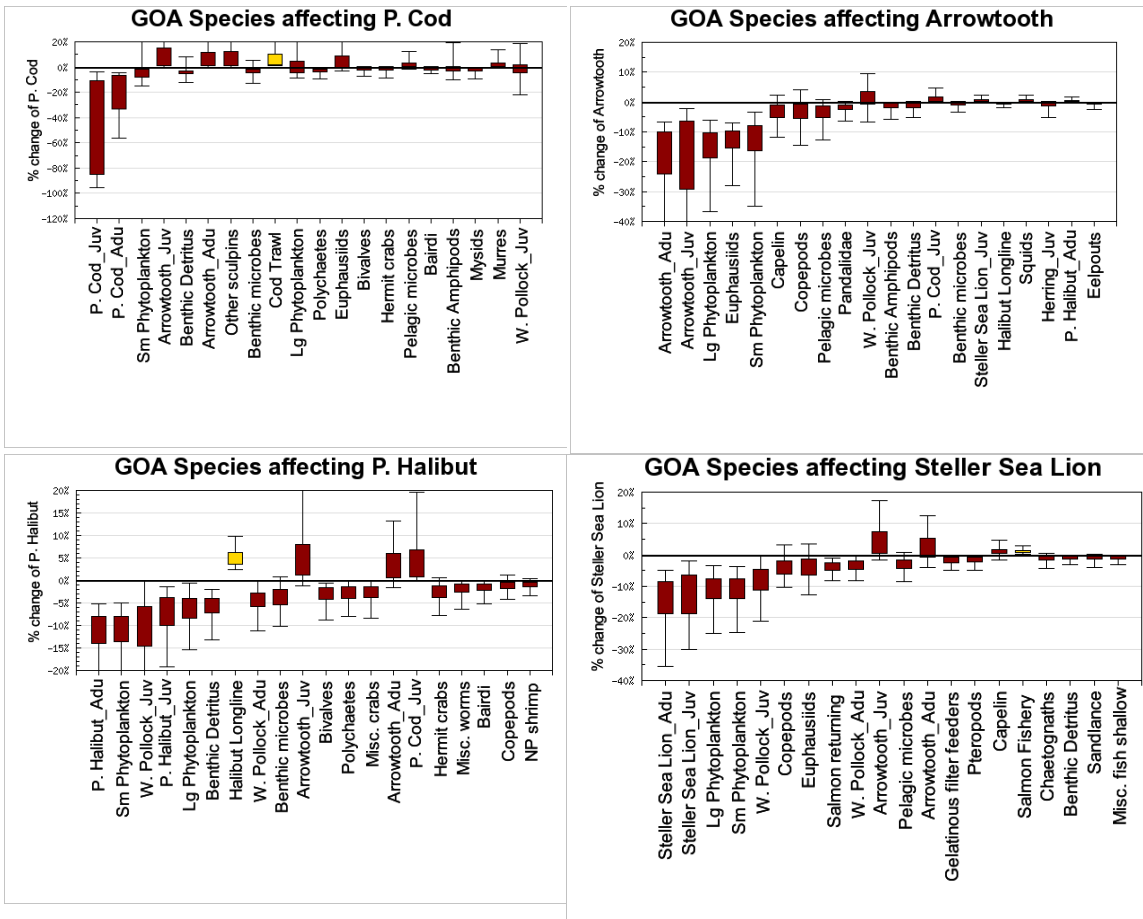 GOA Species affecting P. Cod
% change of P. Cod
20%
0%
-20%
-40%
-60%
-80%
-100%
-120%
P. Cod_Juv
P. Cod_Adu
Sm Phytoplankton
Arrowtooth_Juv
Benthic Detritus
Arrowtooth_Adu
Other sculpins
Benthic microbes
Cod Trawl
Lg Phytoplankton
Polychaetes
Euphausiids
Bivalves
Hermit crabs
Pelagic microbes
Bairdi
Benthic Amphipods
Mysids
Murres
W. Pollock_Juv
GOA Species affecting Arrowtooth
% change of Arrowtooth
20%
10%
0%
-10%
-20%
-30%
-40%
Arrowtooth_Adu
Arrowtooth_Juv
Lg Phytoplankton
Euphausiids
Sm Phytoplankton
Capelin
Copepods
Pelagic microbes
Pandalidae
W. Pollock_Juv
Benthic Amphipods
Benthic Detritus
P. Cod_Juv
Benthic microbes
Steller Sea Lion_Juv
Halibut Longline
Squids
Herring_Juv
P. Halibut_Adu
Eelpouts
GOA Species affecting P. Halibut
% change of P. Halibut
20%
15%
10%
5%
0%
-5%
-10%
-15%
-20%
P. Halibut_Adu
Sm Phytoplankton
W. Pollock_Juv
P. Halibut_Juv
Lg Phytoplankton
Benthic Detritus
Halibut Longline
W. Pollock_Adu
Benthic microbes
Arrowtooth_Juv
Bivalves
Polychaetes
Misc. crabs
Arrowtooth_Adu
P. Cod_Juv
Hermit crabs
Misc. worms
Bairdi
Copepods
NP shrimp
GOA Species affecting Steller Sea Lion
% change of Steller Sea Lion
20%
10%
0%
-10%
-20%
-30%
-40%
Steller Sea Lion_Adu
Steller Sea Lion_Juv
Lg Phytoplankton
Sm Phytoplankton
W. Pollock_Juv
Copepods
Euphausiids
Salmon returning
W. Pollock_Adu
Arrowtooth_Juv
Pelagic microbes
Arrowtooth_Adu
Gelatinous filter feeders
Pteropods
Capelin
Salmon Fishery
Chaetognaths
Benthic Detritus
Sandlance
Misc. fish shallow